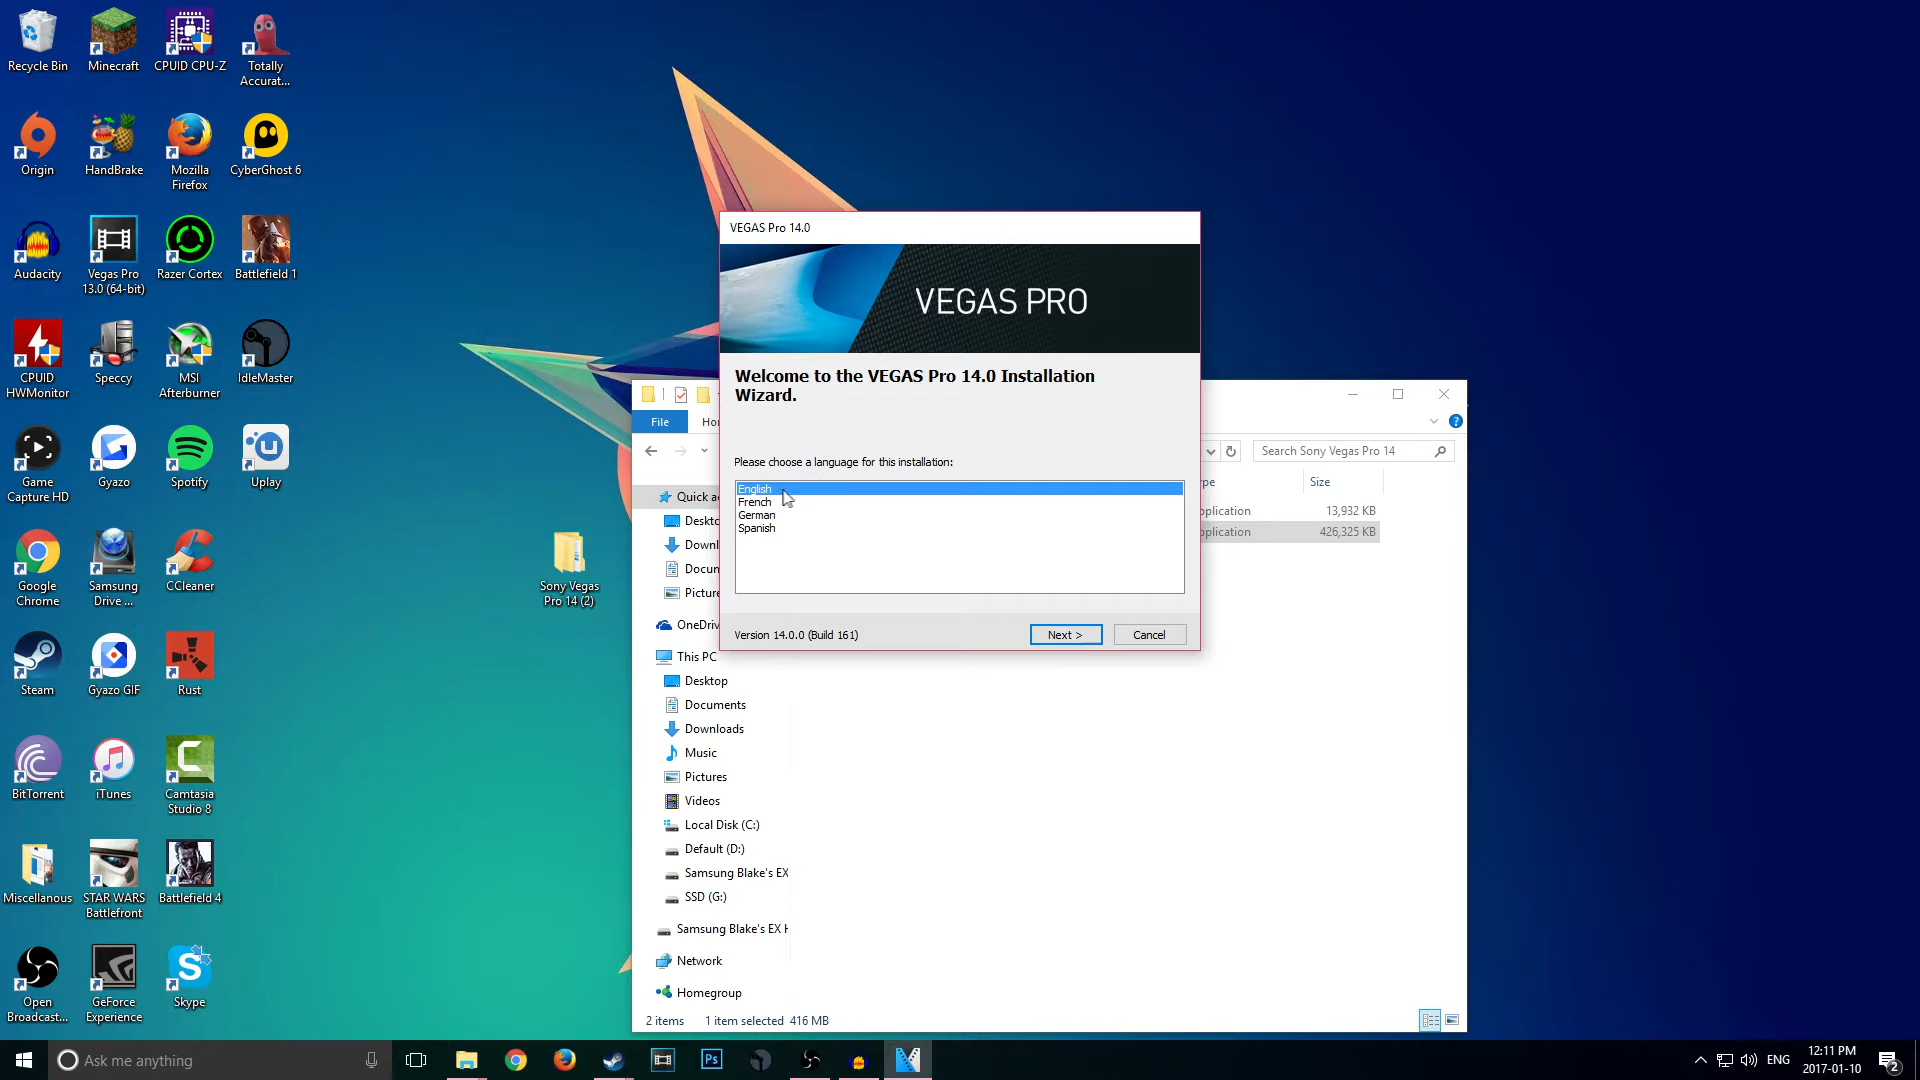 Recycle Bin
Minecraft
CPUID CPU-Z
Totally
Accurat...
Origin
HandBrake
Mozilla
Firefox
CyberGhost 6
Audacity
Vegas Pro
13.0 (64-bit)
Razer Cortex
Battlefield 1
CPUID
HWMonitor
Speccy
MSI
Afterburner
IdleMaster
Game
Capture HD
Gyazo
Spotify
Uplay
Google
Chrome
Samsung
Drive ...
CCleaner
Steam
Gyazo GIF
Rust
BitTorrent
iTunes
Camtasia
Studio 8
Miscellanous
STAR WARS
Battlefront
Battlefield 4
Open
Broadcast...
GeForce
Experience
Skype
Sony Vegas
Pro 14 (2)
VEGAS Pro 14.0
VEGAS PRO
Welcome to the VEGAS Pro 14.0 Installation
Wizard.
Please choose a language for this installation:
English
French
German
Spanish
Version 14.0.0 (Build 161)
Next >
Cancel
File
Ho
Search Sony Vegas Pro 14
pe
Size
plication
13,932 KB
plication
426,325 KB
Quick ac
Deskto
Downl
Docun
Picture
OneDriv
This PC
Desktop
Documents
Downloads
Music
Pictures
Videos
Local Disk (C:)
Default (D:)
Samsung Blake's EX
SSD (G:)
Samsung Blake's EX H
Network
Homegroup
2 items
1 item selected 416 MB
Ask me anything
Ps
ENG
12:11 PM
2017-01-10
2